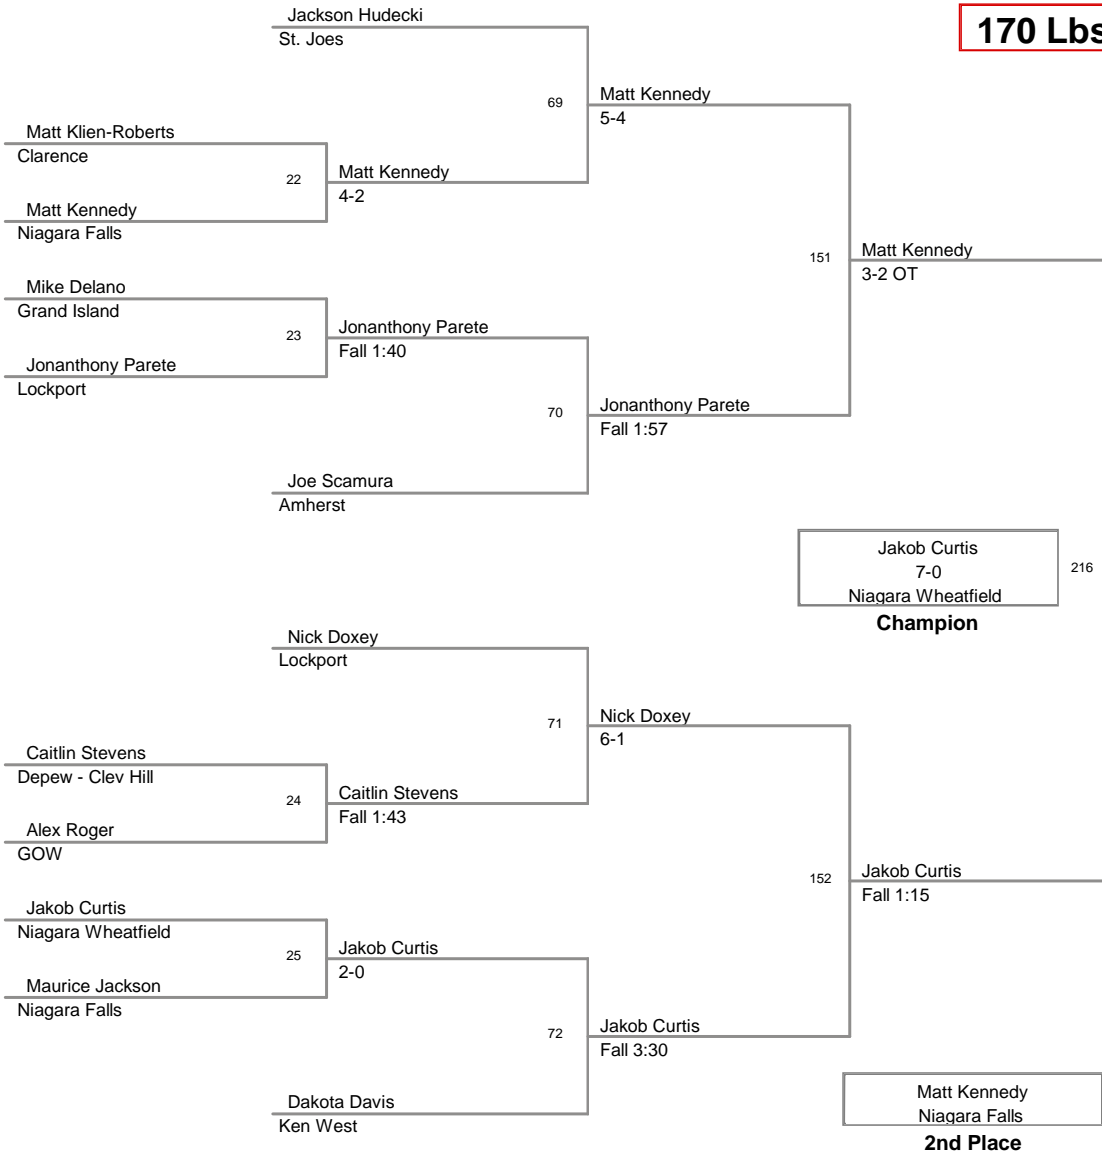 Jackson Hudecki
St. Joes
170 Lbs
69
Matt Kennedy
5-4
Matt Klien-Roberts
Clarence
22
Matt Kennedy
4-2
Matt Kennedy
Niagara Falls
151
Matt Kennedy
3-2 OT
Mike Delano
Grand Island
23
Jonanthony Parete
Fall 1:40
Jonanthony Parete
Lockport
70
Jonanthony Parete
Fall 1:57
Joe Scamura
Amherst
Jakob Curtis
7-0
Niagara Wheatfield
216
Champion
Nick Doxey
Lockport
71
Nick Doxey
6-1
Caitlin Stevens
Depew - Clev Hill
24
Caitlin Stevens
Fall 1:43
Alex Roger
GOW
152
Jakob Curtis
Fall 1:15
Jakob Curtis
Niagara Wheatfield
25
Jakob Curtis
2-0
Maurice Jackson
Niagara Falls
72
Jakob Curtis
Fall 3:30
Dakota Davis
Ken West
Matt Kennedy
Niagara Falls
2nd Place